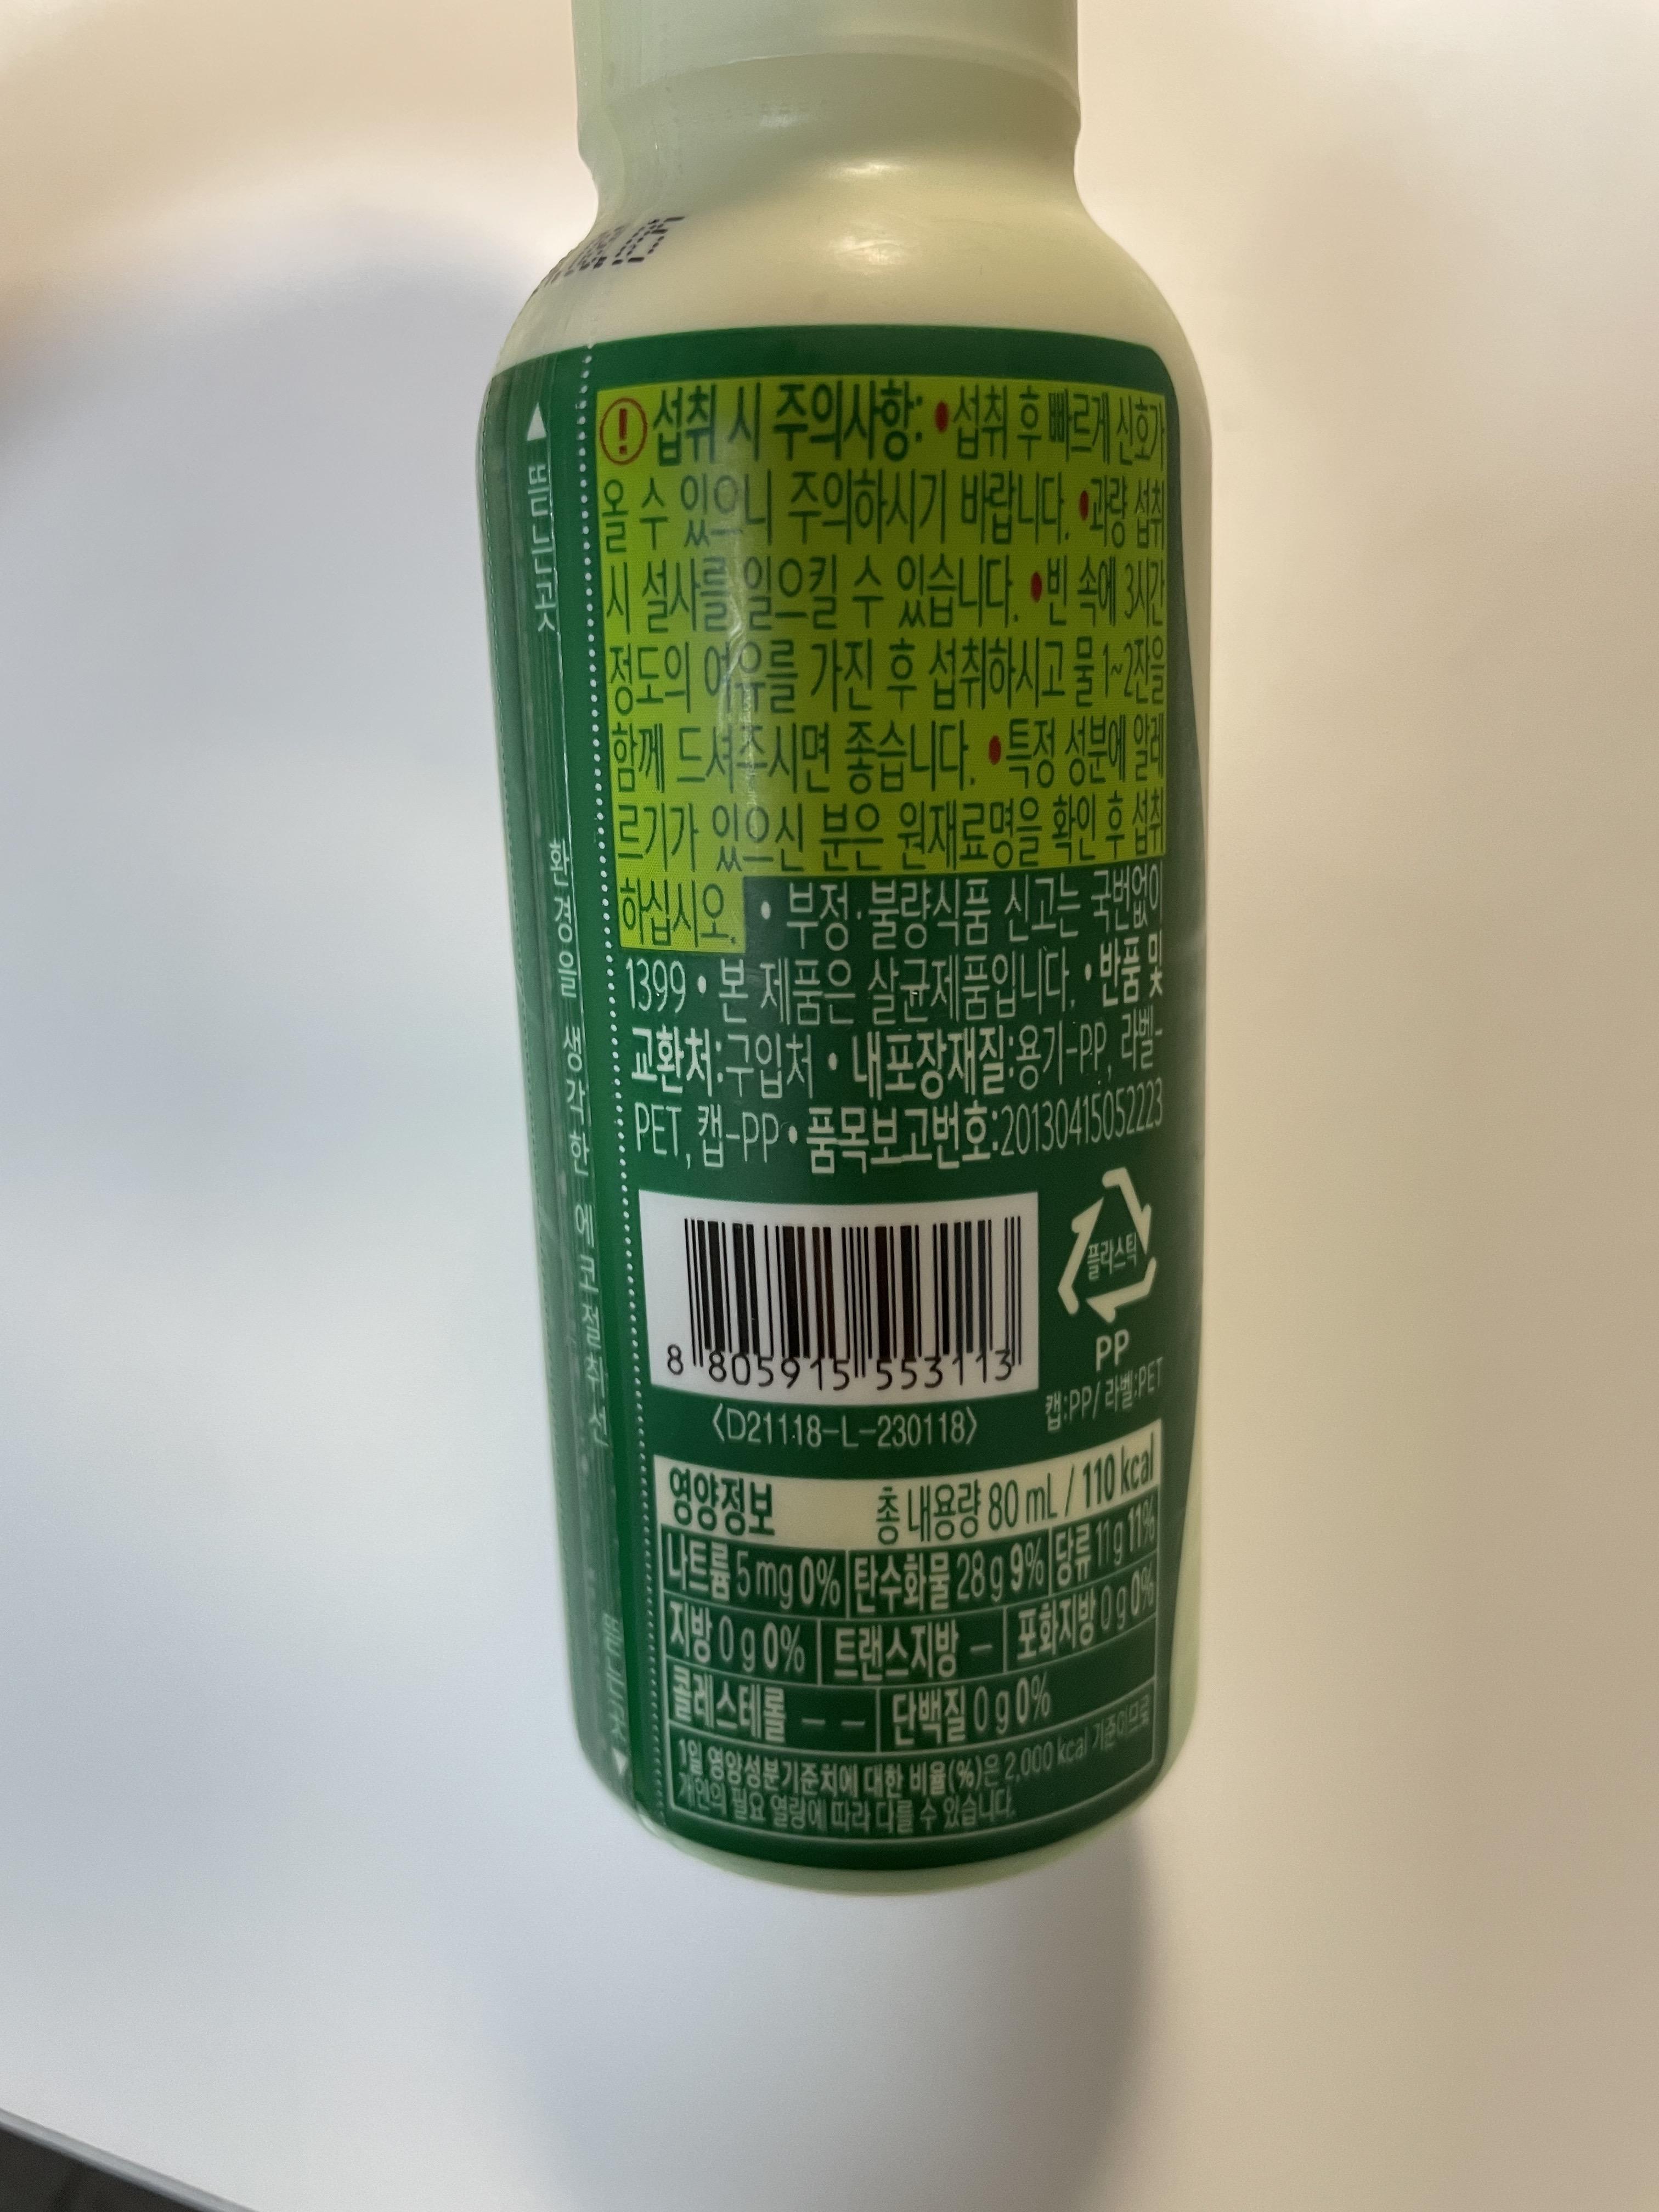 섭취 시 주의사항: •섭취 후 빠르게 신호가
올 수 있으니 주의하시기 바랍니다. •과량 섭취
시 설사를 일으킬 수 있습니다. •빈 속에 3시간
정도의 여유를 가진 후 섭취하시고 물 1~2잔을
함께 드셔주시면 좋습니다. •특정 성분에 알레
르기가 있으신 분은 원재료명을 확인 후 섭취
하십시오. • 부정·불량식품 신고는 국번없이
1399 • 본 제품은 살균제품입니다. • 반품 및
교환처:구입처 • 내포장재질:용기-PP, 라벨-
PET, 캡-PP • 품목보고번호:20130415052223
플라스틱
PP
캡:PP/ 라벨:PET
8 805915 553113
〈D21118-L-230118〉
영양정보 총 내용량 80 mL / 110 kcal
나트륨 5 mg 0% 탄수화물 28 g 9% 당류 11 g 11%
지방 0 g 0% 트랜스지방 - 포화지방 0 g 0%
콜레스테롤 - - 단백질 0 g 0%
1일 영양성분기준치에 대한 비율(%)은 2,000 kcal 기준이므로
개인의 필요 열량에 따라 다를 수 있습니다.
환경을 생각한 에코절취선